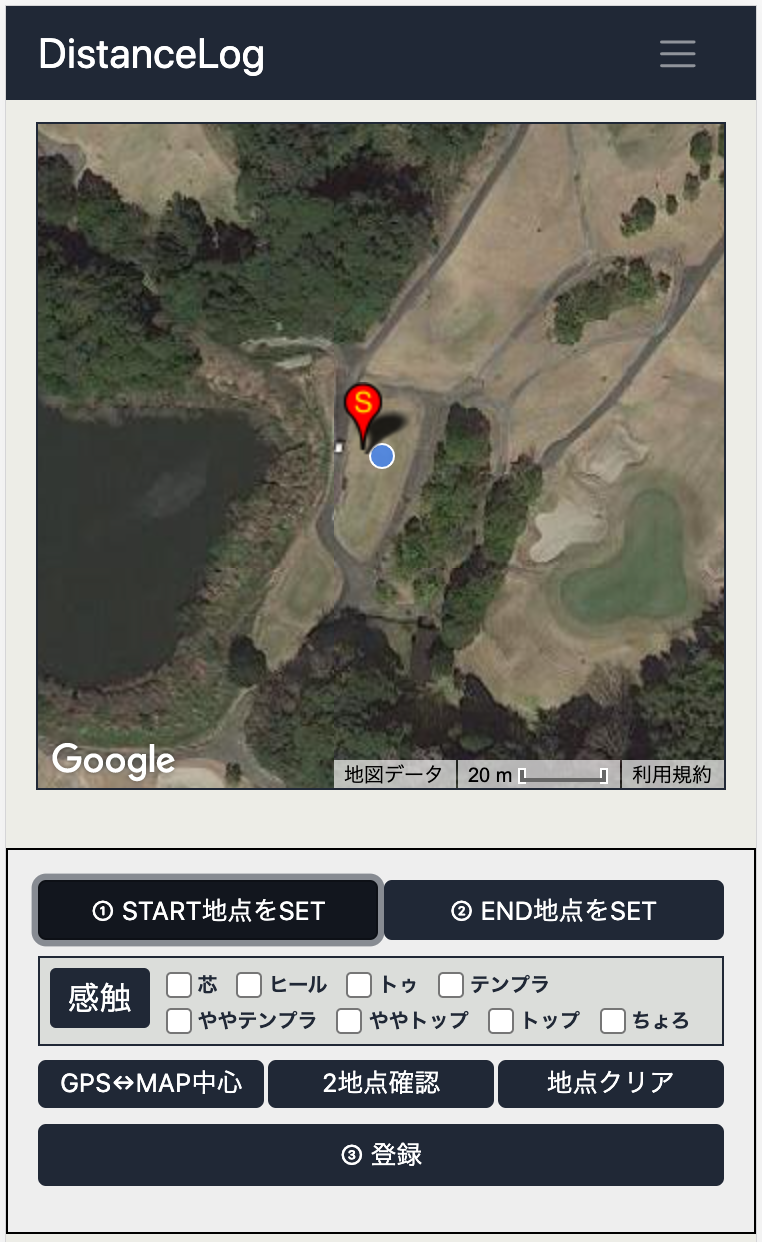 DistanceLog
S
Google
地図データ 20 m 利用規約
① START地点をSET ② END地点をSET
感触 芯 ヒール トゥ テンプラ
ややテンプラ ややトップ トップ ちょろ
GPS⇔MAP中心 2地点確認 地点クリア
③ 登録